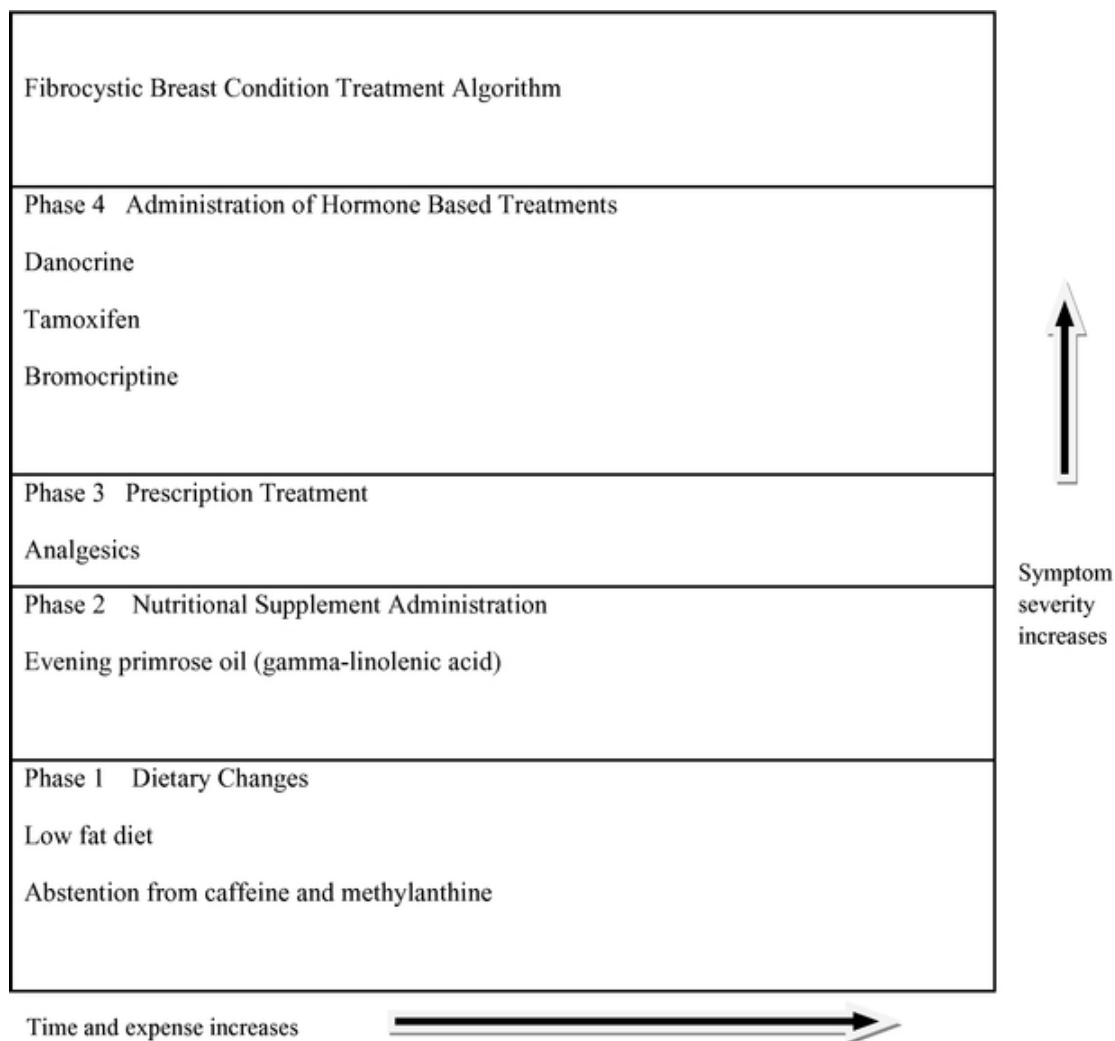 Fibrocystic Breast Condition Treatment Algorithm
Phase 4 Administration of Hormone Based Treatments
Danocrine
Tamoxifen
Bromocriptine
Phase 3 Prescription Treatment
Analgesics
Phase 2 Nutritional Supplement Administration
Evening primrose oil (gamma-linolenic acid)
Phase 1 Dietary Changes
Low fat diet
Abstention from caffeine and methylanthine
Symptom
severity
increases
Time and expense increases